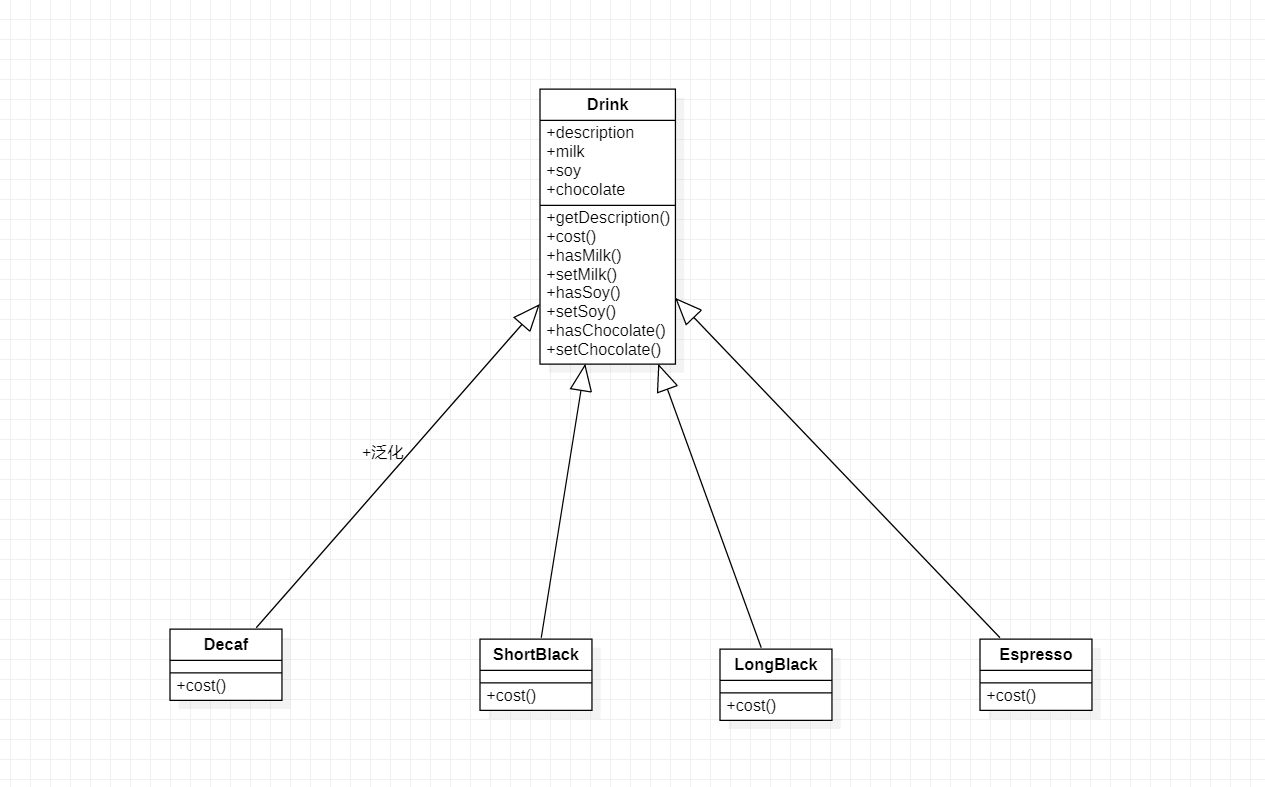 Drink
+description
+milk
+soy
+chocolate
+getDescription()
+cost()
+hasMilk()
+setMilk()
+hasSoy()
+setSoy()
+hasChocolate()
+setChocolate()
+泛化
Decaf
+cost()
ShortBlack
+cost()
LongBlack
+cost()
Espresso
+cost()